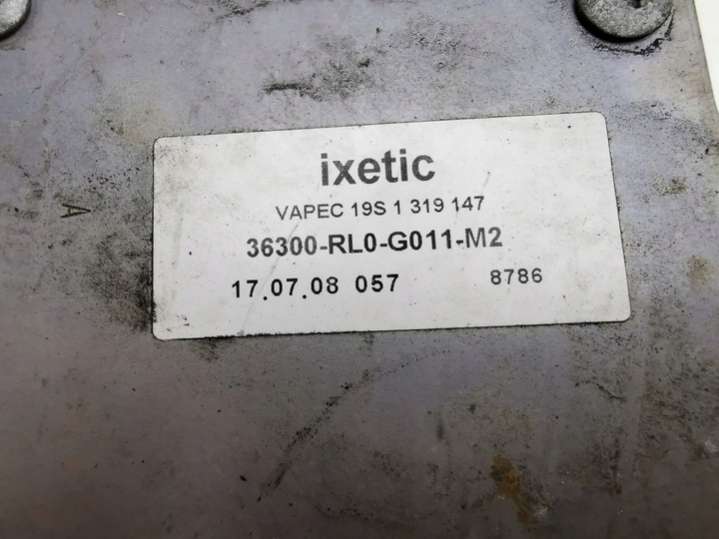 ixetic
VAPEC 19S 1 319 147
36300-RL0-G011-M2
17.07.08 057 8786
A